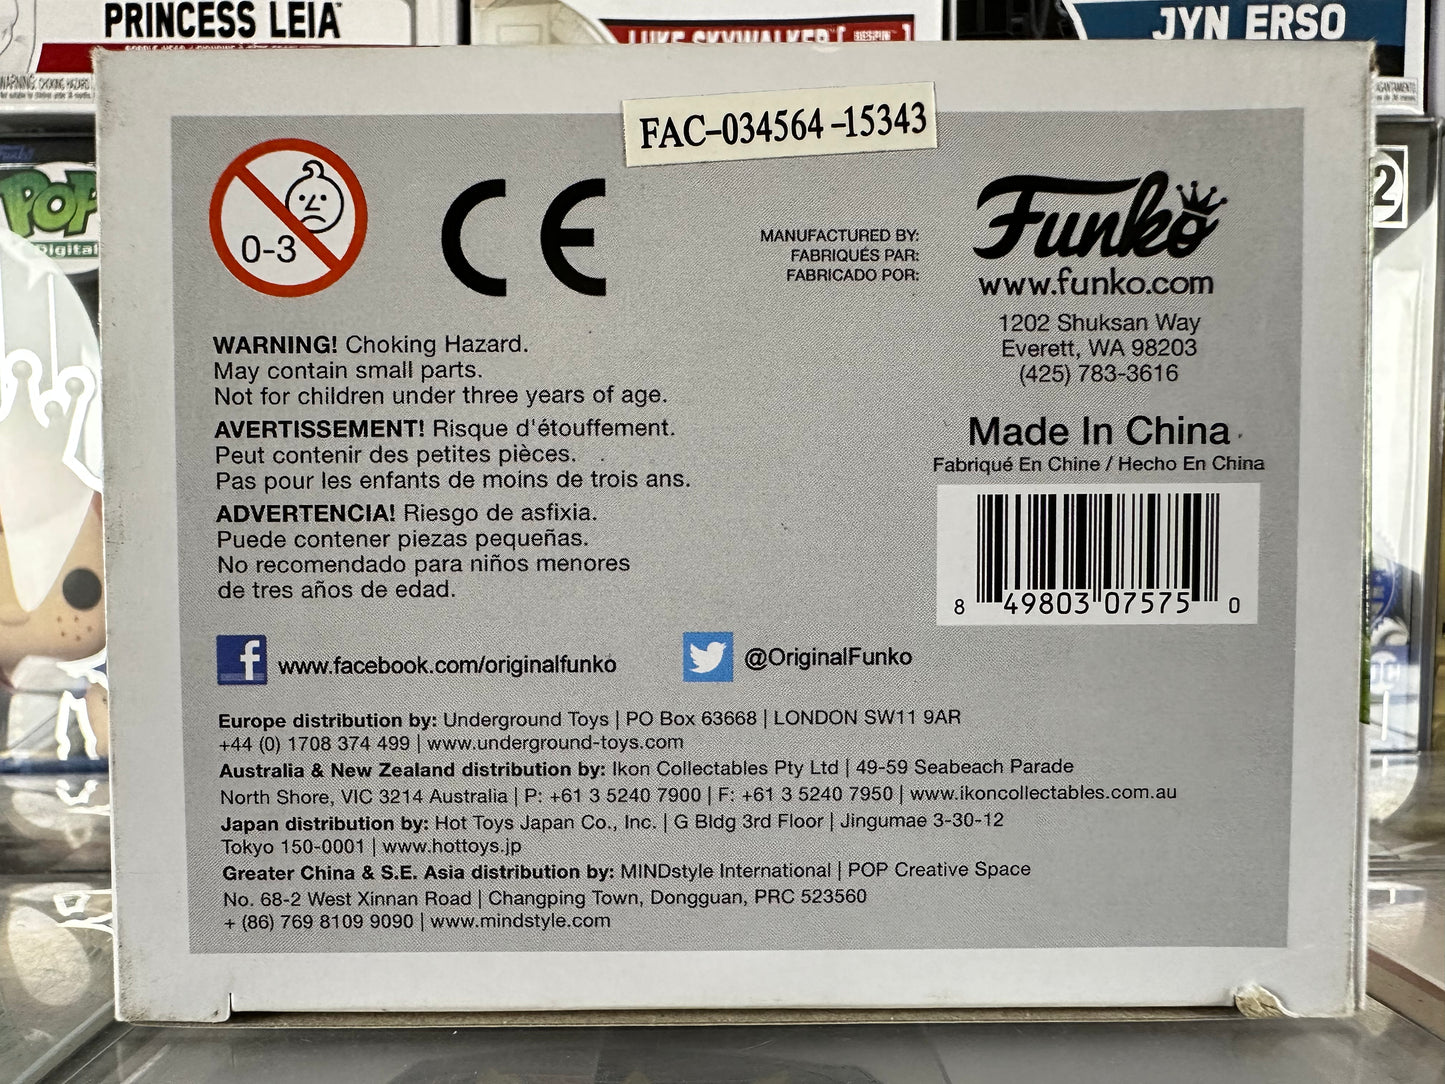 PRINCESS LEIA
LUKE SKYWALKER [BESPIN]
JYN ERSO
POP
Digital
2
FAC-034564-15343
0-3
CE
MANUFACTURED BY:
FABRIQUÉS PAR:
FABRICADO POR:
Funko
www.funko.com
1202 Shuksan Way
Everett, WA 98203
(425) 783-3616
WARNING! Choking Hazard.
May contain small parts.
Not for children under three years of age.
AVERTISSEMENT! Risque d'étouffement.
Peut contenir des petites pièces.
Pas pour les enfants de moins de trois ans.
ADVERTENCIA! Riesgo de asfixia.
Puede contener piezas pequeñas.
No recomendado para niños menores
de tres años de edad.
Made In China
Fabriqué En Chine / Hecho En China
8 49803 07575 0
f www.facebook.com/originalfunko
@OriginalFunko
Europe distribution by: Underground Toys | PO Box 63668 | LONDON SW11 9AR
+44 (0) 1708 374 499 | www.underground-toys.com
Australia & New Zealand distribution by: Ikon Collectables Pty Ltd | 49-59 Seabeach Parade
North Shore, VIC 3214 Australia | P: +61 3 5240 7900 | F: +61 3 5240 7950 | www.ikoncollectables.com.au
Japan distribution by: Hot Toys Japan Co., Inc. | G Bldg 3rd Floor | Jingumae 3-30-12
Tokyo 150-0001 | www.hottoys.jp
Greater China & S.E. Asia distribution by: MINDstyle International | POP Creative Space
No. 68-2 West Xinnan Road | Changping Town, Dongguan, PRC 523560
+ (86) 769 8109 9090 | www.mindstyle.com